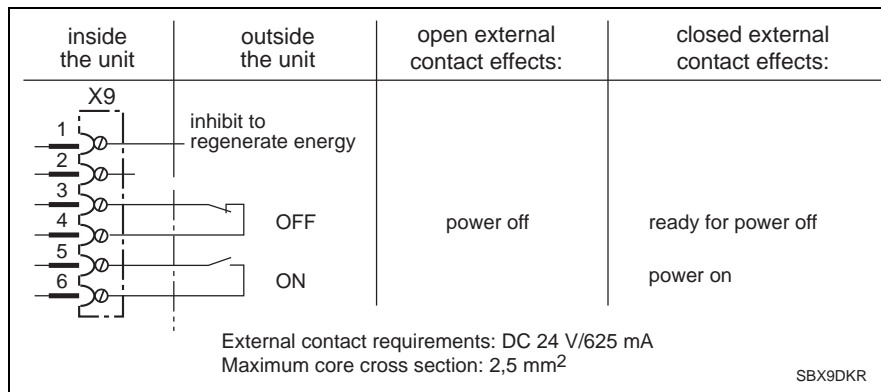 inside the unit
outside the unit
open external contact effects:
closed external contact effects:
X9
1
inhibit to
regenerate energy
2
3
4
OFF
power off
ready for power off
5
6
ON
power on
External contact requirements: DC 24 V/625 mA
Maximum core cross section: 2,5 mm2
SBX9DKR